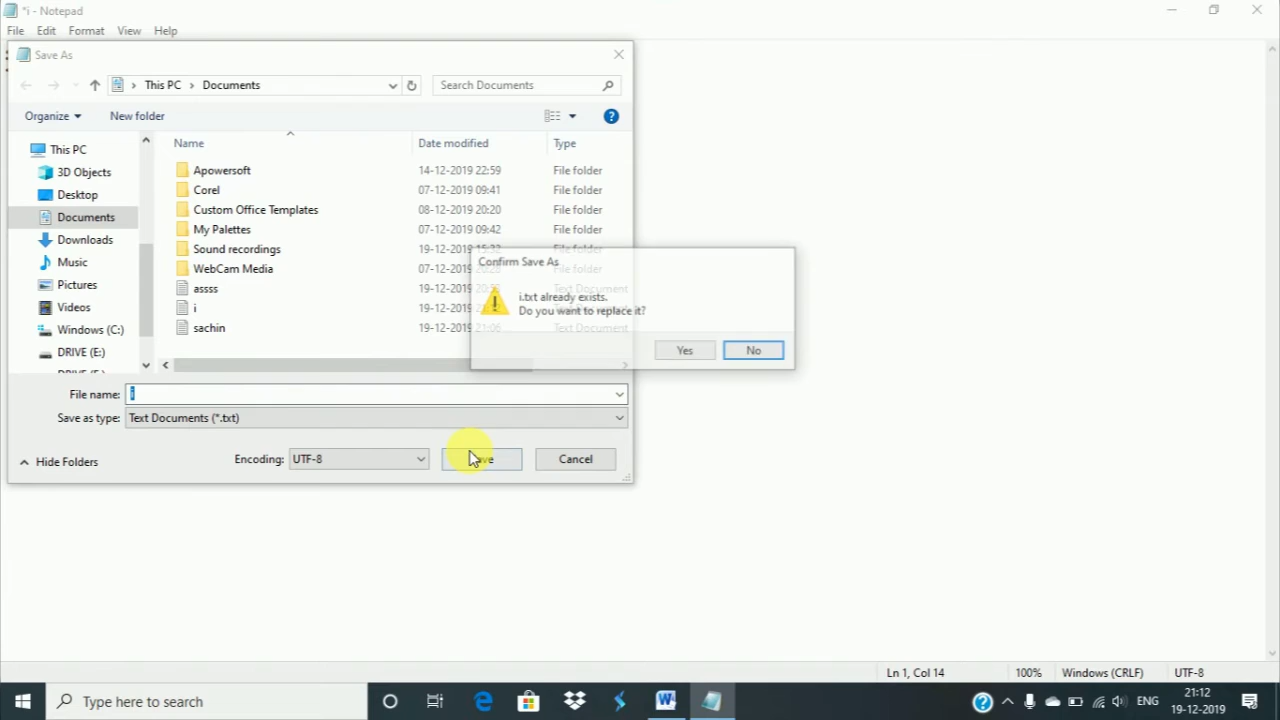 *i - Notepad
File Edit Format View Help
Save As
This PC Documents
Search Documents
Organize New folder
Name Date modified Type
This PC
3D Objects
Desktop
Documents
Downloads
Music
Pictures
Videos
Windows (C:)
DRIVE (E:)
Apowersoft 14-12-2019 22:59 File folder
Corel 07-12-2019 09:41 File folder
Custom Office Templates 08-12-2019 20:20 File folder
My Palettes 07-12-2019 09:42 File folder
Sound recordings 19-12-2019 15:32 File folder
WebCam Media 07-12-2019 File folder
assss 19-12-2019 Text Document
i 19-12-2019 Text Document
sachin 19-12-2019 21:06 Text Document
Confirm Save As
i.txt already exists.
Do you want to replace it?
Yes No
File name: i
Save as type: Text Documents (*.txt)
Hide Folders
Encoding: UTF-8
Save Cancel
Ln 1, Col 14 100% Windows (CRLF) UTF-8
Type here to search
ENG
21:12
19-12-2019